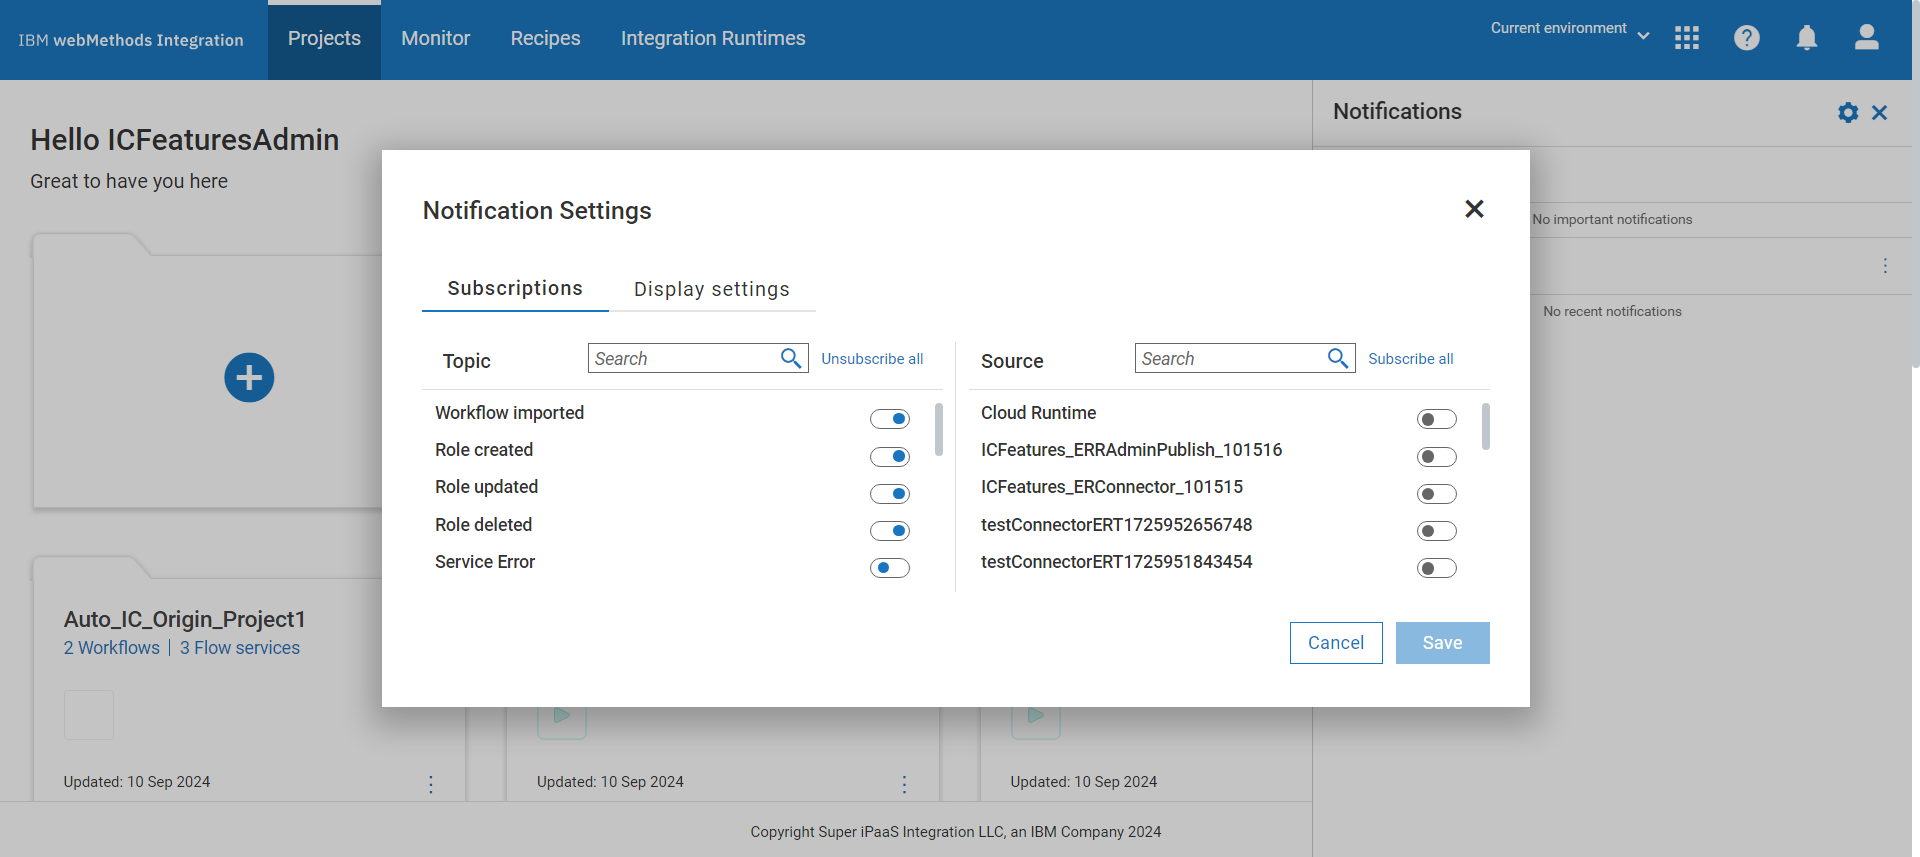 IBM webMethods Integration
Projects
Monitor
Recipes
Integration Runtimes
Current environment
Hello ICFeaturesAdmin
Great to have you here
Notifications
No important notifications
No recent notifications
Notification Settings
Subscriptions
Display settings
Topic
Search
Unsubscribe all
Workflow imported
Role created
Role updated
Role deleted
Service Error
Source
Search
Subscribe all
Cloud Runtime
ICFeatures_ERRAdminPublish_101516
ICFeatures_ERConnector_101515
testConnectorERT1725952656748
testConnectorERT1725951843454
Cancel
Save
Auto_IC_Origin_Project1
2 Workflows | 3 Flow services
Updated: 10 Sep 2024
Updated: 10 Sep 2024
Updated: 10 Sep 2024
Copyright Super iPaaS Integration LLC, an IBM Company 2024